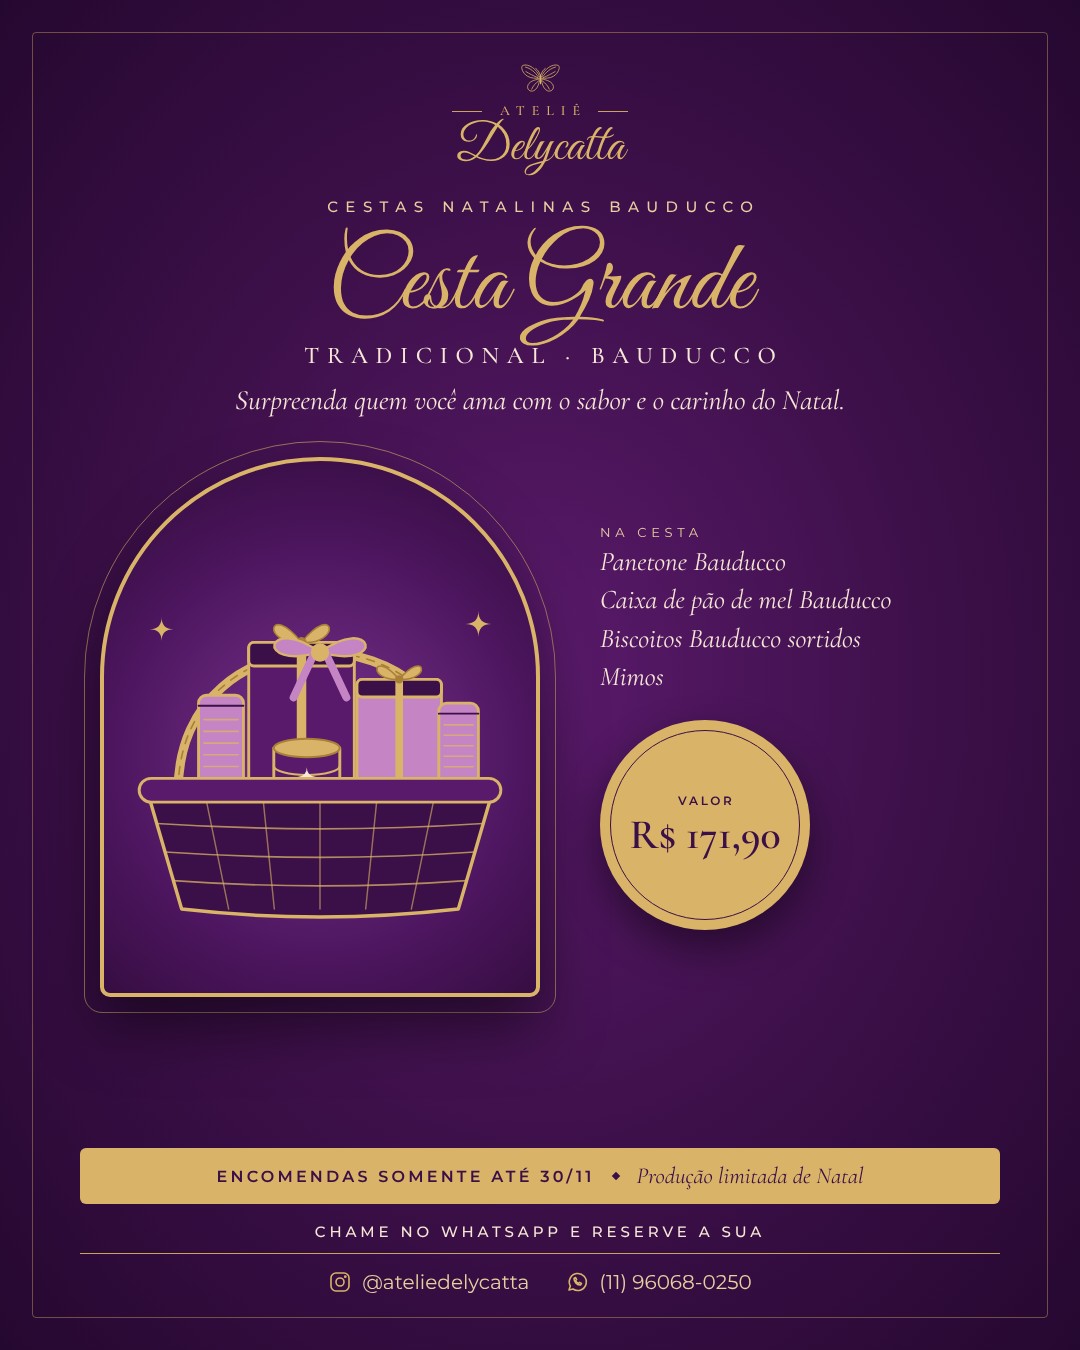 ATELIÊ
Delycatta
CESTAS NATALINAS BAUDUCCO
Cesta Grande
TRADICIONAL · BAUDUCCO
Surpreenda quem você ama com o sabor e o carinho do Natal.
NA CESTA
Panetone Bauducco
Caixa de pão de mel Bauducco
Biscoitos Bauducco sortidos
Mimos
VALOR
R$ 171,90
ENCOMENDAS SOMENTE ATÉ 30/11 ◆ Produção limitada de Natal
CHAME NO WHATSAPP E RESERVE A SUA
@ateliedelycatta (11) 96068-0250